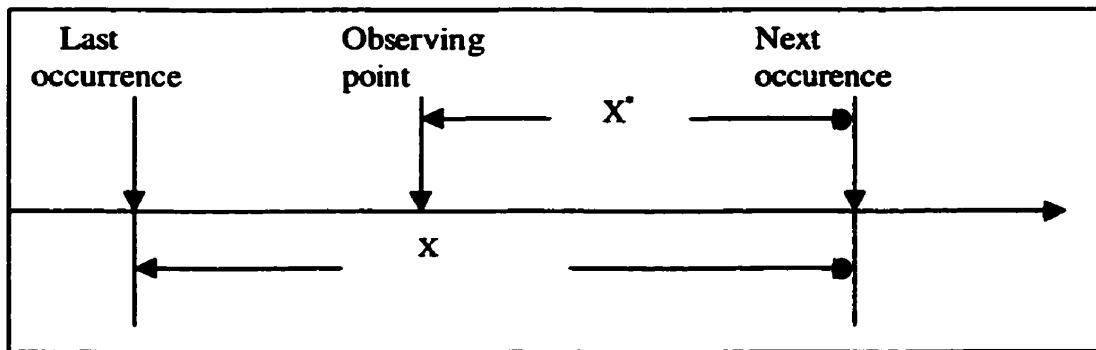 Last
occurrence
Observing
point
Next
occurence
X*
X